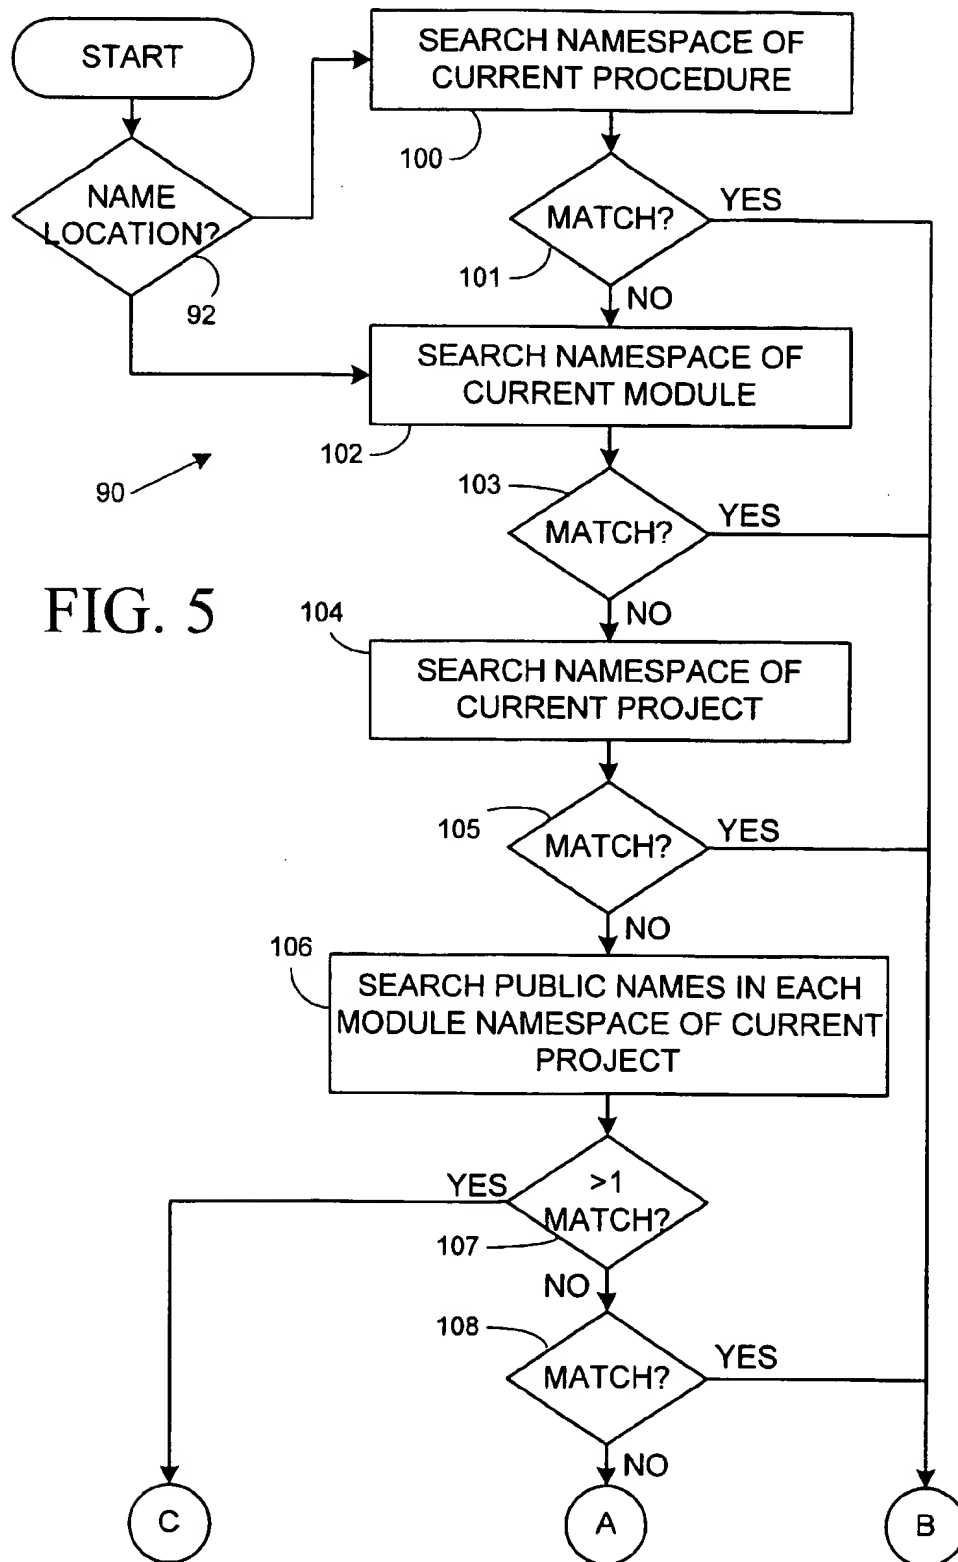 START
SEARCH NAMESPACE OF
CURRENT PROCEDURE
100
NAME
LOCATION?
92
MATCH?
YES
101
NO
SEARCH NAMESPACE OF
CURRENT MODULE
102
90
103
MATCH?
YES
NO
FIG. 5
104
SEARCH NAMESPACE OF
CURRENT PROJECT
105
MATCH?
YES
NO
106
SEARCH PUBLIC NAMES IN EACH
MODULE NAMESPACE OF CURRENT
PROJECT
YES
>1
MATCH?
107
NO
108
MATCH?
YES
NO
C
A
B